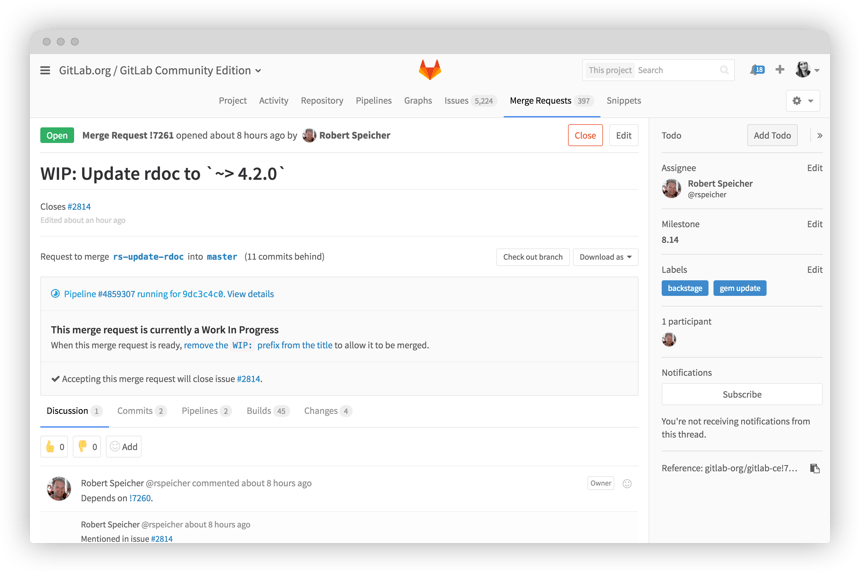 GitLab.org / GitLab Community Edition
This project Search
18
Project Activity Repository Pipelines Graphs Issues 5,224 Merge Requests 397 Snippets
Open Merge Request !7261 opened about 8 hours ago by Robert Speicher
Close Edit
WIP: Update rdoc to `~> 4.2.0`
Closes #2814
Edited about an hour ago
Request to merge rs-update-rdoc into master (11 commits behind)
Check out branch Download as
Pipeline #4859307 running for 9dc3c4c0. View details
This merge request is currently a Work In Progress
When this merge request is ready, remove the WIP: prefix from the title to allow it to be merged.
Accepting this merge request will close issue #2814.
Discussion 1 Commits 2 Pipelines 2 Builds 45 Changes 4
0 0 Add
Robert Speicher @rspeicher commented about 8 hours ago
Owner
Depends on !7260.
Robert Speicher @rspeicher about 8 hours ago
Mentioned in issue #2814
Todo Add Todo »
Assignee Edit
Robert Speicher
@rspeicher
Milestone Edit
8.14
Labels Edit
backstage gem update
1 participant
Notifications
Subscribe
You're not receiving notifications from
this thread.
Reference: gitlab-org/gitlab-ce!7…